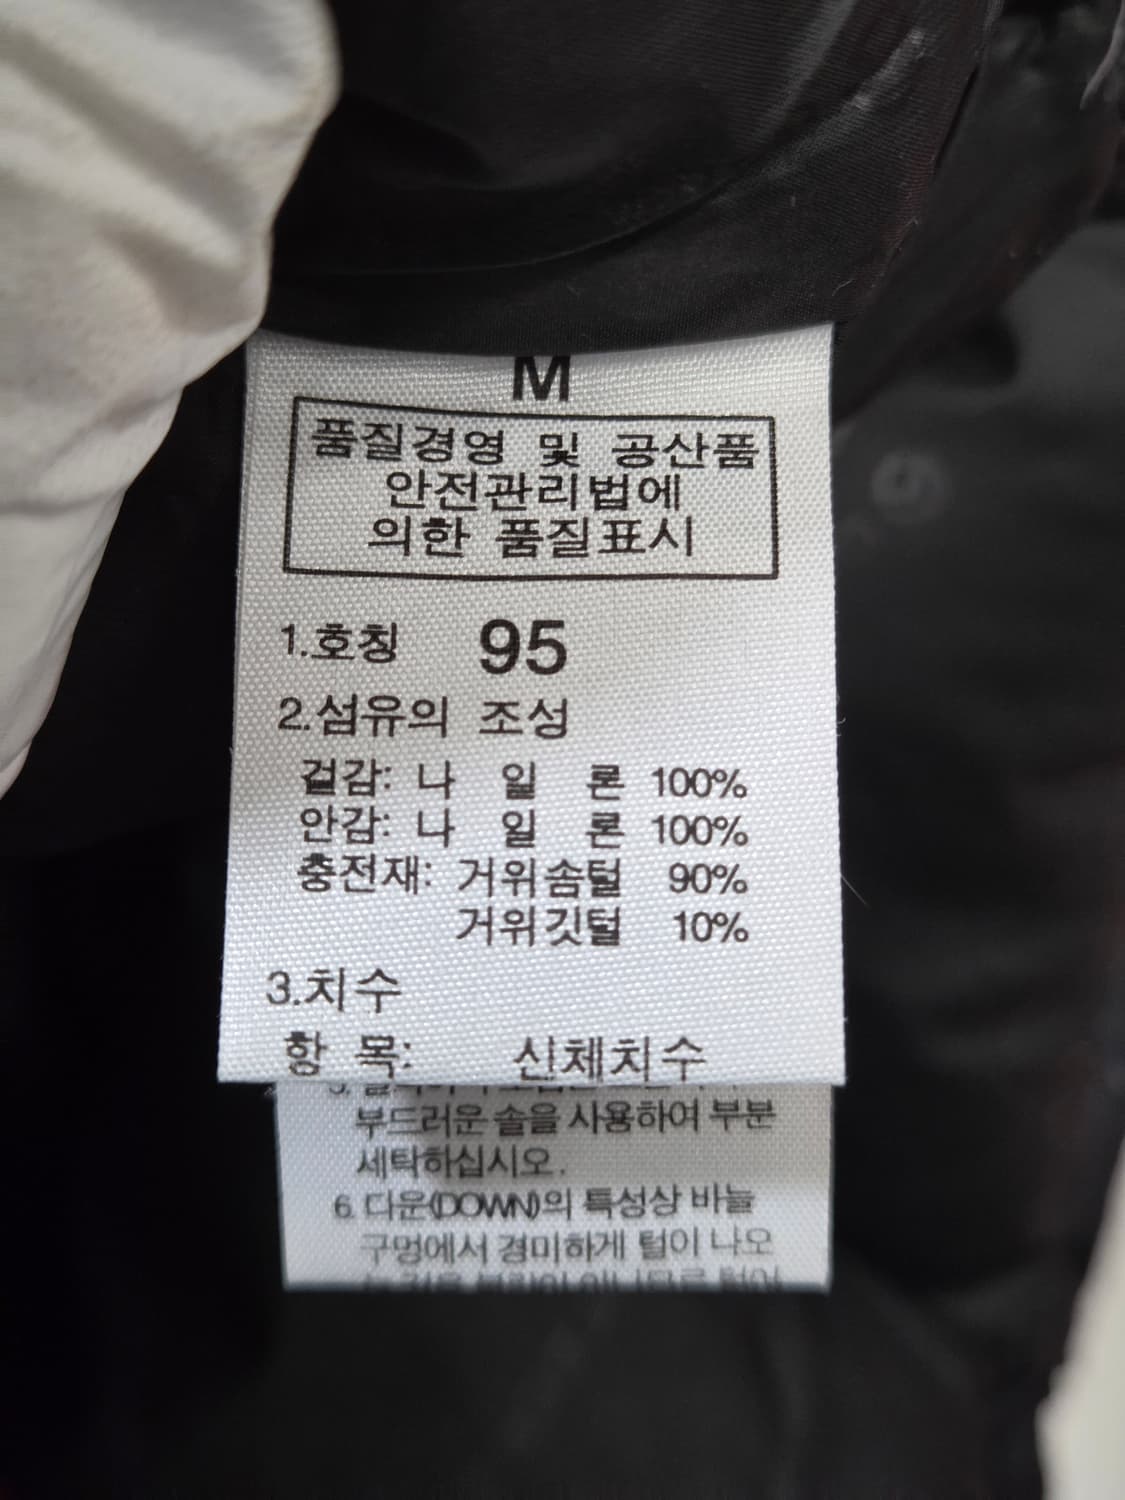 M
품질경영 및 공산품
안전관리법에
의한 품질표시
1.호칭 95
2.섬유의 조성
겉감: 나 일 론 100%
안감: 나 일 론 100%
충전재: 거위솜털 90%
거위깃털 10%
3.치수
항 목: 신체치수
부드러운 솔을 사용하여 부분
세탁하십시오.
6. 다운(DOWN)의 특성상 바늘
구멍에서 경미하게 털이 나오